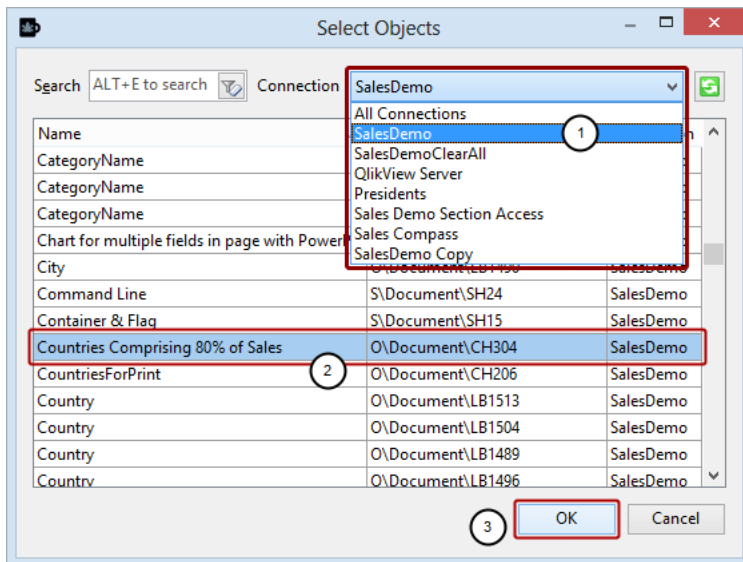 Select Objects
Search ALT+E to search Connection SalesDemo
All Connections
Name SalesDemo 1 n
CategoryName SalesDemoClearAll
CategoryName QlikView Server
Presidents
CategoryName Sales Demo Section Access
Chart for multiple fields in page with Power Sales Compass
SalesDemo Copy
City O\Document\LB1490 SalesDemo
Command Line S\Document\SH24 SalesDemo
Container & Flag S\Document\SH15 SalesDemo
Countries Comprising 80% of Sales O\Document\CH304 SalesDemo
CountriesForPrint 2 O\Document\CH206 SalesDemo
Country O\Document\LB1513 SalesDemo
Country O\Document\LB1504 SalesDemo
Country O\Document\LB1489 SalesDemo
Country O\Document\LB1496 SalesDemo
3 OK Cancel